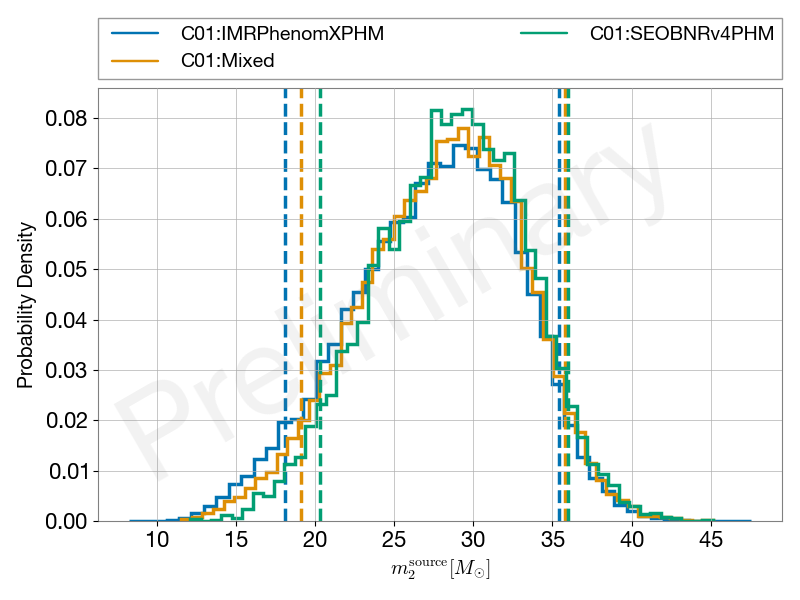 C01:IMRPhenomXPHM
C01:Mixed
C01:SEOBNRv4PHM
Preliminary
Probability Density
0.08
0.07
0.06
0.05
0.04
0.03
0.02
0.01
0.00
10 15 20 25 30 35 40 45
$m_2^{\mathrm{source}}[M_\odot]$